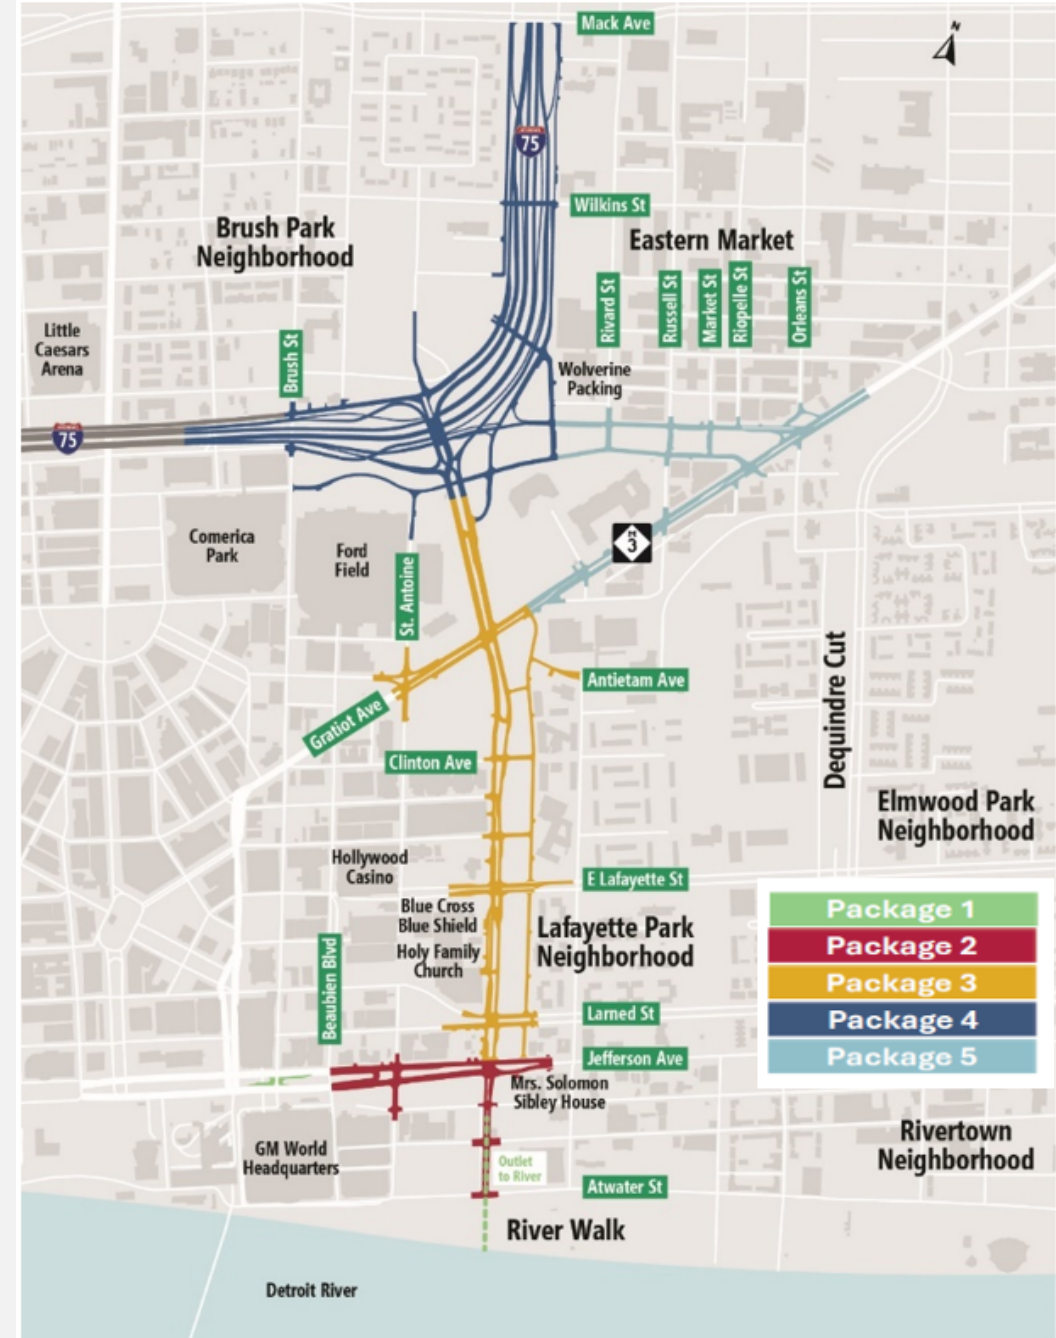 Mack Ave
N
75
Wilkins St
Brush Park
Neighborhood
Eastern Market
Rivard St
Russell St
Market St
Riopelle St
Orleans St
Little
Caesars
Arena
Brush St
Wolverine
Packing
75
Comerica
Park
Ford
Field
M
3
St. Antoine
Antietam Ave
Gratiot Ave
Dequindre Cut
Clinton Ave
Elmwood Park
Neighborhood
Hollywood
Casino
E Lafayette St
Blue Cross
Blue Shield
Lafayette Park
Neighborhood
Holy Family
Church
Beaubien Blvd
Package 1
Package 2
Package 3
Package 4
Package 5
Larned St
Jefferson Ave
Mrs. Solomon
Sibley House
GM World
Headquarters
Rivertown
Neighborhood
Outlet
to River
Atwater St
River Walk
Detroit River